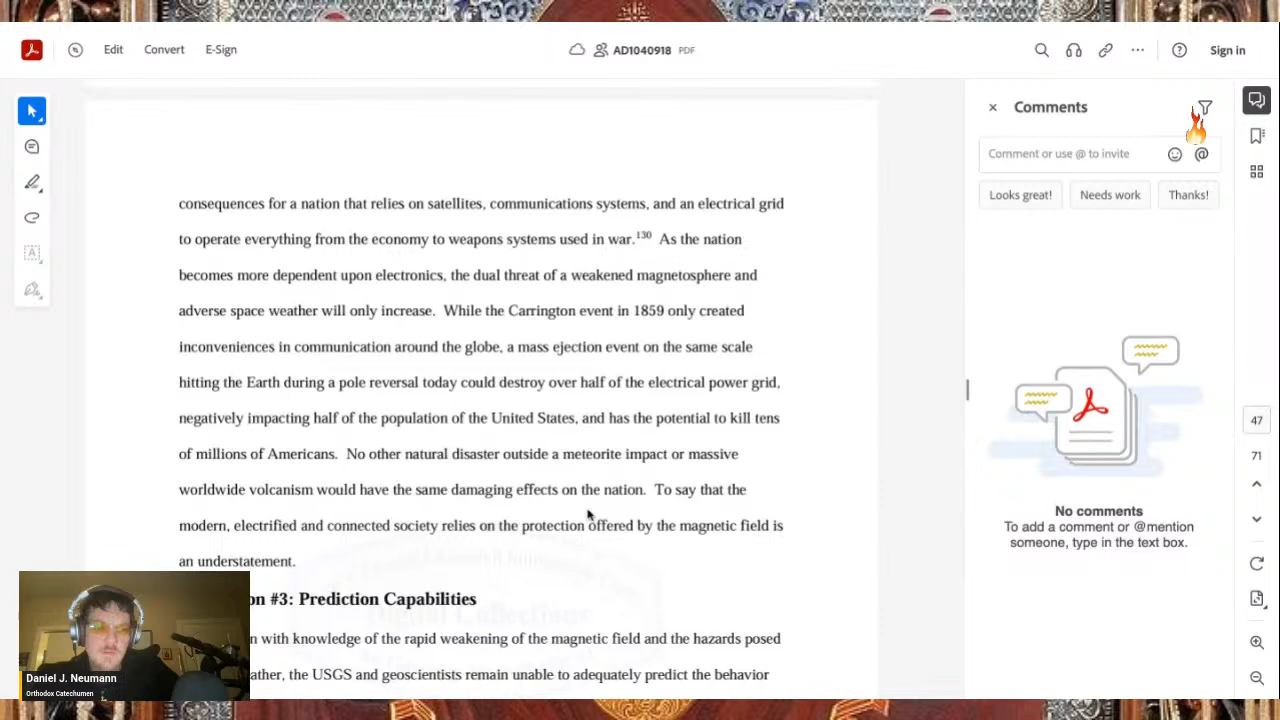 Edit Convert E-Sign
AD1040918 PDF
Sign in
Comments
Comment or use @ to invite
Looks great! Needs work Thanks!
consequences for a nation that relies on satellites, communications systems, and an electrical grid
to operate everything from the economy to weapons systems used in war.130 As the nation
becomes more dependent upon electronics, the dual threat of a weakened magnetosphere and
adverse space weather will only increase. While the Carrington event in 1859 only created
inconveniences in communication around the globe, a mass ejection event on the same scale
hitting the Earth during a pole reversal today could destroy over half of the electrical power grid,
negatively impacting half of the population of the United States, and has the potential to kill tens
of millions of Americans. No other natural disaster outside a meteorite impact or massive
worldwide volcanism would have the same damaging effects on the nation. To say that the
modern, electrified and connected society relies on the protection offered by the magnetic field is
an understatement.
on #3: Prediction Capabilities
n with knowledge of the rapid weakening of the magnetic field and the hazards posed
ather, the USGS and geoscientists remain unable to adequately predict the behavior
No comments
To add a comment or @mention
someone, type in the text box.
47
71
Daniel J. Neumann
Orthodox Catechumen
Digital Collections